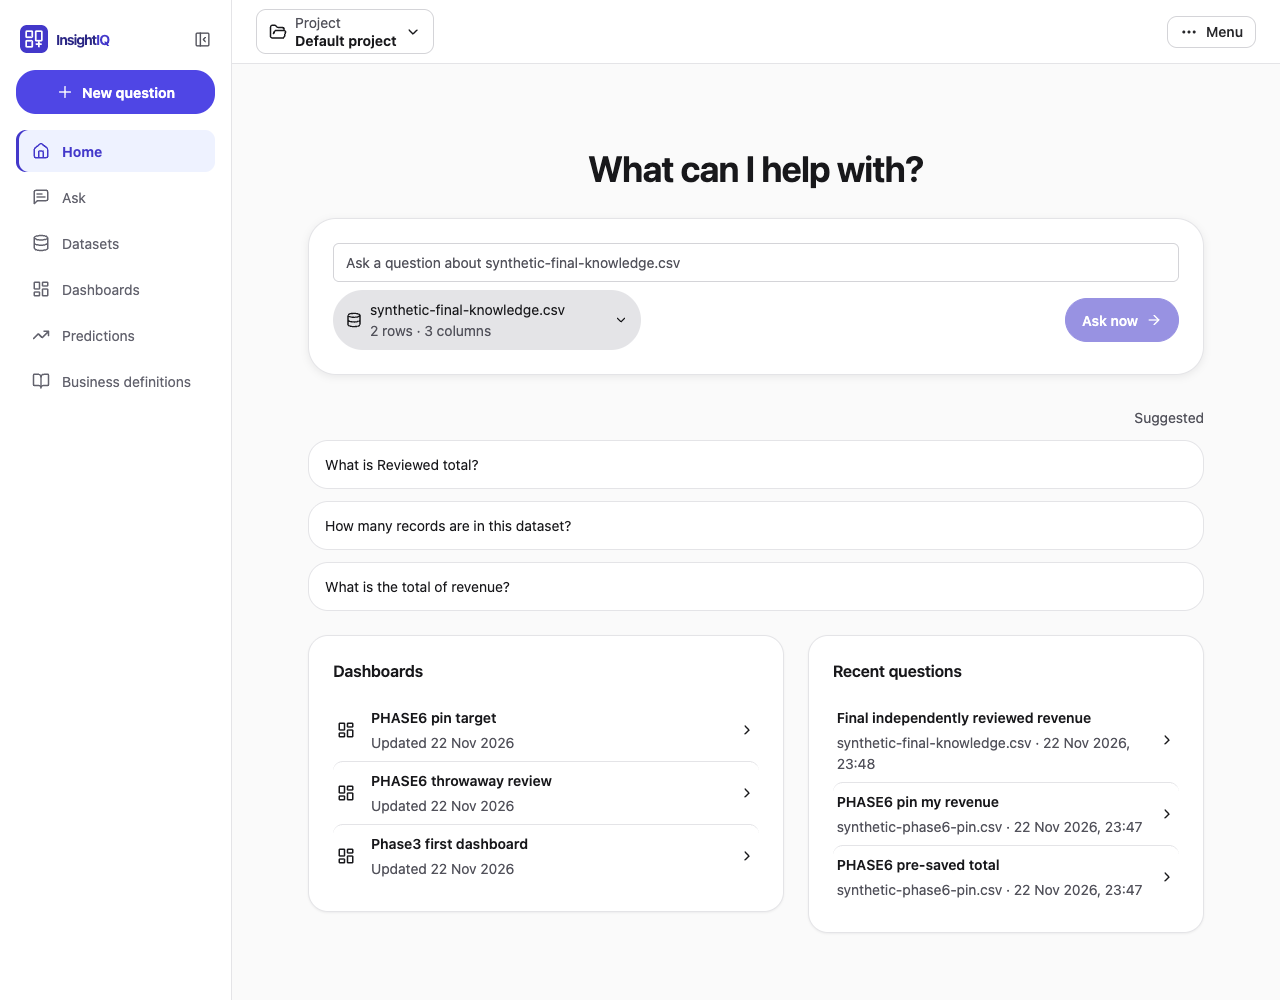 InsightIQ
New question
Home
Ask
Datasets
Dashboards
Predictions
Business definitions
Project
Default project
Menu
What can I help with?
Ask a question about synthetic-final-knowledge.csv
synthetic-final-knowledge.csv
2 rows · 3 columns
Ask now
Suggested
What is Reviewed total?
How many records are in this dataset?
What is the total of revenue?
Dashboards
PHASE6 pin target
Updated 22 Nov 2026
PHASE6 throwaway review
Updated 22 Nov 2026
Phase3 first dashboard
Updated 22 Nov 2026
Recent questions
Final independently reviewed revenue
synthetic-final-knowledge.csv · 22 Nov 2026,
23:48
PHASE6 pin my revenue
synthetic-phase6-pin.csv · 22 Nov 2026, 23:47
PHASE6 pre-saved total
synthetic-phase6-pin.csv · 22 Nov 2026, 23:47